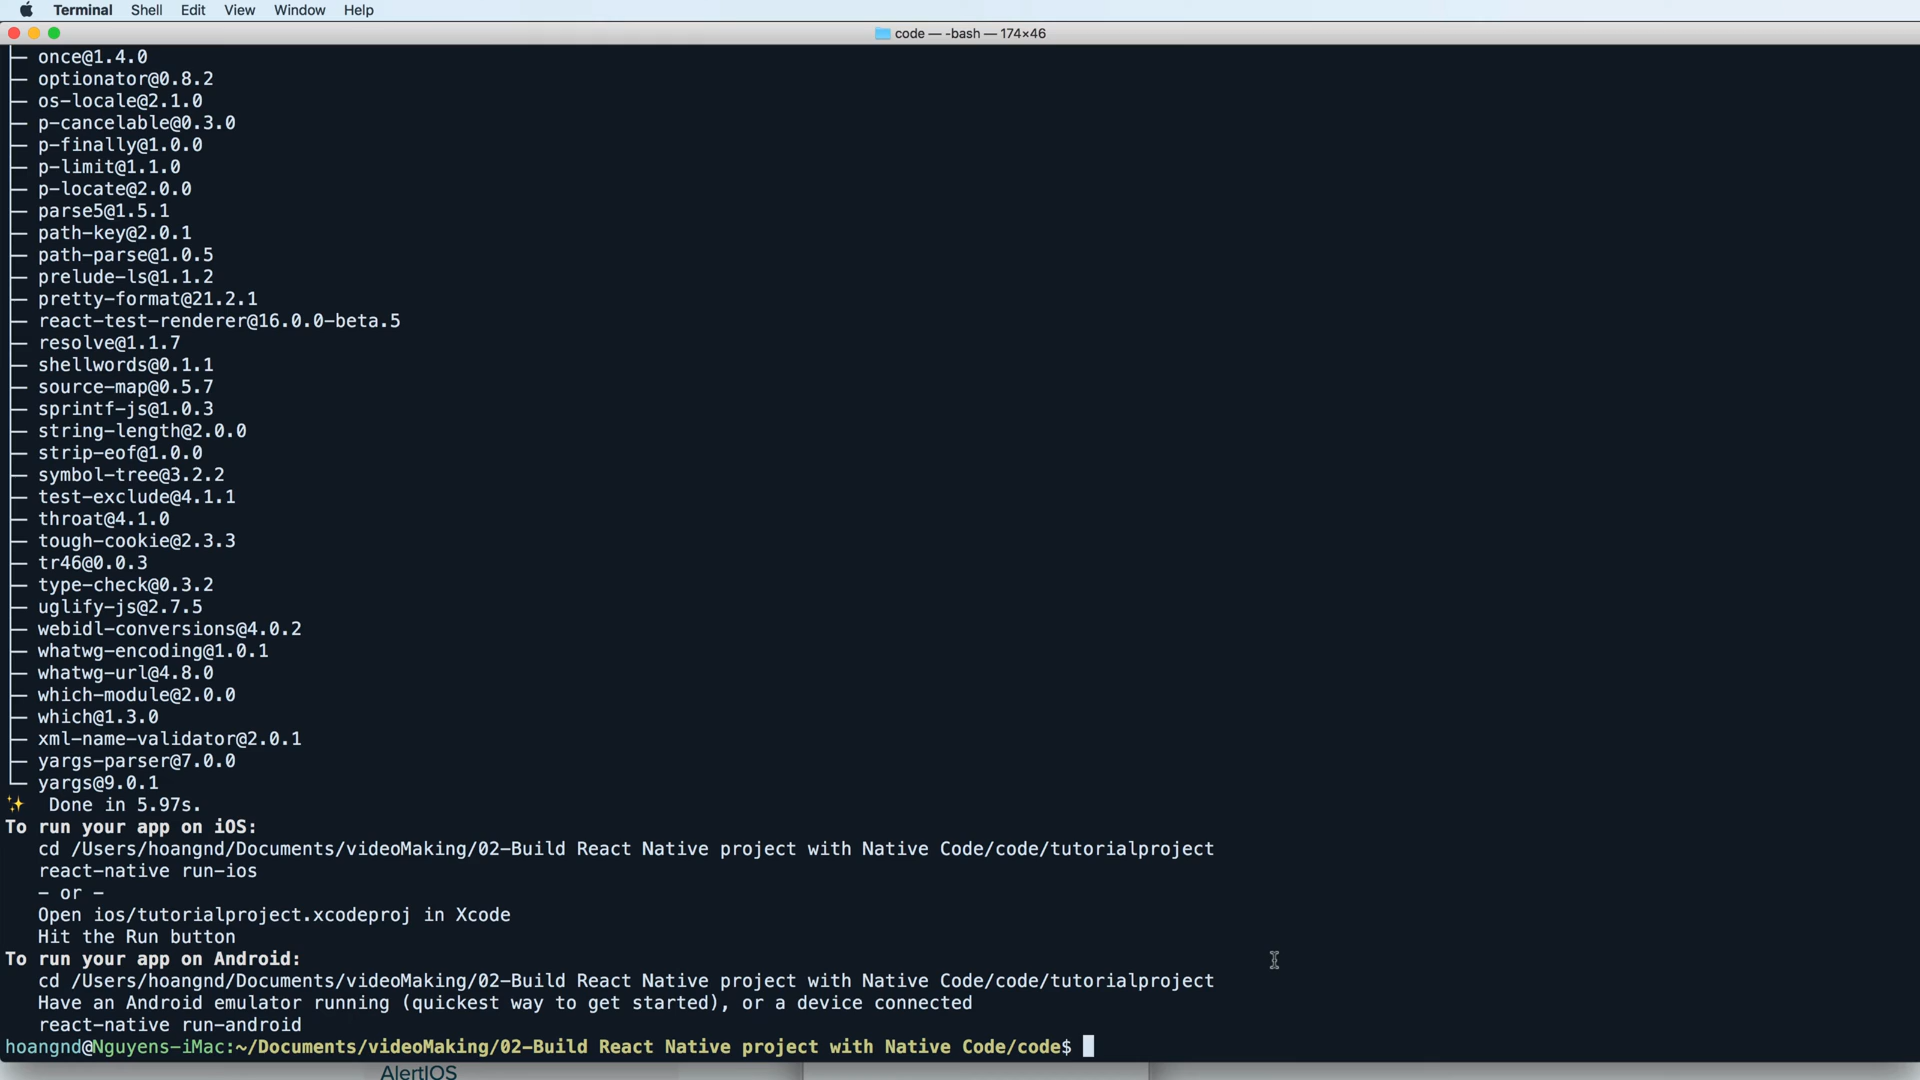 Terminal Shell Edit View Window Help
code — -bash — 174×46
├─ once@1.4.0
├─ optionator@0.8.2
├─ os-locale@2.1.0
├─ p-cancelable@0.3.0
├─ p-finally@1.0.0
├─ p-limit@1.1.0
├─ p-locate@2.0.0
├─ parse5@1.5.1
├─ path-key@2.0.1
├─ path-parse@1.0.5
├─ prelude-ls@1.1.2
├─ pretty-format@21.2.1
├─ react-test-renderer@16.0.0-beta.5
├─ resolve@1.1.7
├─ shellwords@0.1.1
├─ source-map@0.5.7
├─ sprintf-js@1.0.3
├─ string-length@2.0.0
├─ strip-eof@1.0.0
├─ symbol-tree@3.2.2
├─ test-exclude@4.1.1
├─ throat@4.1.0
├─ tough-cookie@2.3.3
├─ tr46@0.0.3
├─ type-check@0.3.2
├─ uglify-js@2.7.5
├─ webidl-conversions@4.0.2
├─ whatwg-encoding@1.0.1
├─ whatwg-url@4.8.0
├─ which-module@2.0.0
├─ which@1.3.0
├─ xml-name-validator@2.0.1
├─ yargs-parser@7.0.0
└─ yargs@9.0.1
✨ Done in 5.97s.
To run your app on iOS:
cd /Users/hoangnd/Documents/videoMaking/02-Build React Native project with Native Code/code/tutorialproject
react-native run-ios
- or -
Open ios/tutorialproject.xcodeproj in Xcode
Hit the Run button
To run your app on Android:
cd /Users/hoangnd/Documents/videoMaking/02-Build React Native project with Native Code/code/tutorialproject
Have an Android emulator running (quickest way to get started), or a device connected
react-native run-android
hoangnd@Nguyens-iMac:~/Documents/videoMaking/02-Build React Native project with Native Code/code$
AlertIOS